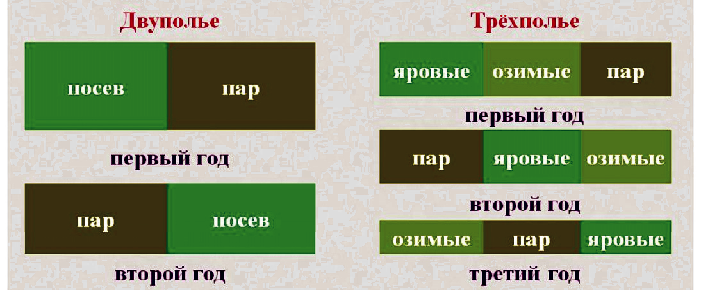 Двуполье
посев пар
первый год
пар посев
второй год
Трёхполье
яровые озимые пар
первый год
пар яровые озимые
второй год
озимые пар яровые
третий год